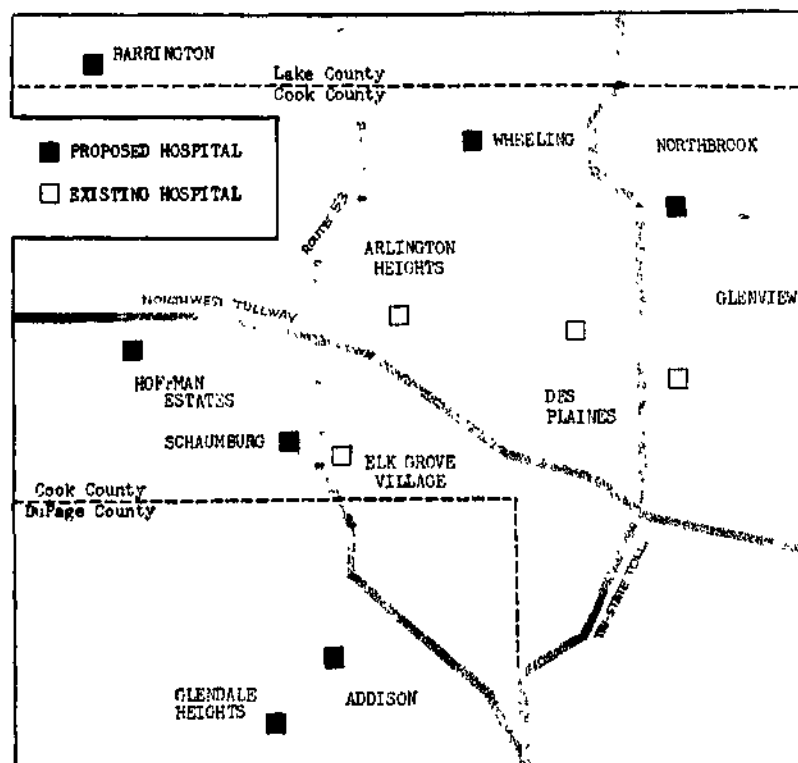 BARRINGTON
Lake County
Cook County
PROPOSED HOSPITAL
EXISTING HOSPITAL
WHEELING
NORTHBROOK
ROUTE 53
ARLINGTON
HEIGHTS
GLENVIEW
NORTHWEST TOLLWAY
HOFFMAN
ESTATES
DES
PLAINES
SCHAUMBURG
ELK GROVE
VILLAGE
Cook County
DuPage County
TRI-STATE TOLL
GLENDALE
HEIGHTS
ADDISON